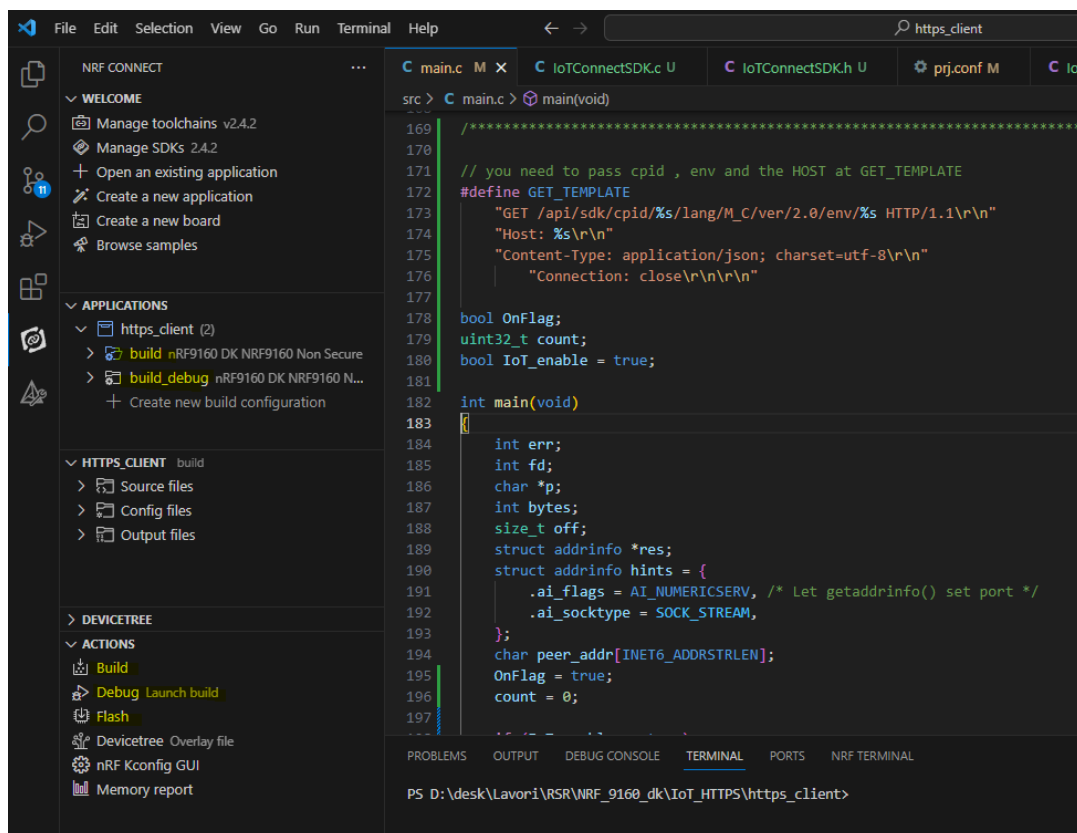 File Edit Selection View Go Run Terminal Help
https_client
NRF CONNECT
WELCOME
Manage toolchains v2.4.2
Manage SDKs 2.4.2
Open an existing application
Create a new application
Create a new board
Browse samples
11
APPLICATIONS
https_client (2)
build nRF9160 DK NRF9160 Non Secure
build_debug nRF9160 DK NRF9160 N...
Create new build configuration
HTTPS_CLIENT build
Source files
Config files
Output files
DEVICETREE
ACTIONS
Build
Debug Launch build
Flash
Devicetree Overlay file
nRF Kconfig GUI
Memory report
C main.c M C IoTConnectSDK.c U C IoTConnectSDK.h U prj.conf M C
src > C main.c > main(void)
169 /*************************************************************************
170
171 // you need to pass cpid , env and the HOST at GET_TEMPLATE
172 #define GET_TEMPLATE
173 "GET /api/sdk/cpid/%s/lang/M_C/ver/2.0/env/%s HTTP/1.1\r\n"
174 "Host: %s\r\n"
175 "Content-Type: application/json; charset=utf-8\r\n"
176 "Connection: close\r\n\r\n"
177
178 bool OnFlag;
179 uint32_t count;
180 bool IoT_enable = true;
181
182 int main(void)
183 {
184 int err;
185 int fd;
186 char *p;
187 int bytes;
188 size_t off;
189 struct addrinfo *res;
190 struct addrinfo hints = {
191 .ai_flags = AI_NUMERICSERV, /* Let getaddrinfo() set port */
192 .ai_socktype = SOCK_STREAM,
193 };
194 char peer_addr[INET6_ADDRSTRLEN];
195 OnFlag = true;
196 count = 0;
197
PROBLEMS OUTPUT DEBUG CONSOLE TERMINAL PORTS NRF TERMINAL
PS D:\desk\Lavori\RSR\NRF_9160_dk\IoT_HTTPS\https_client>